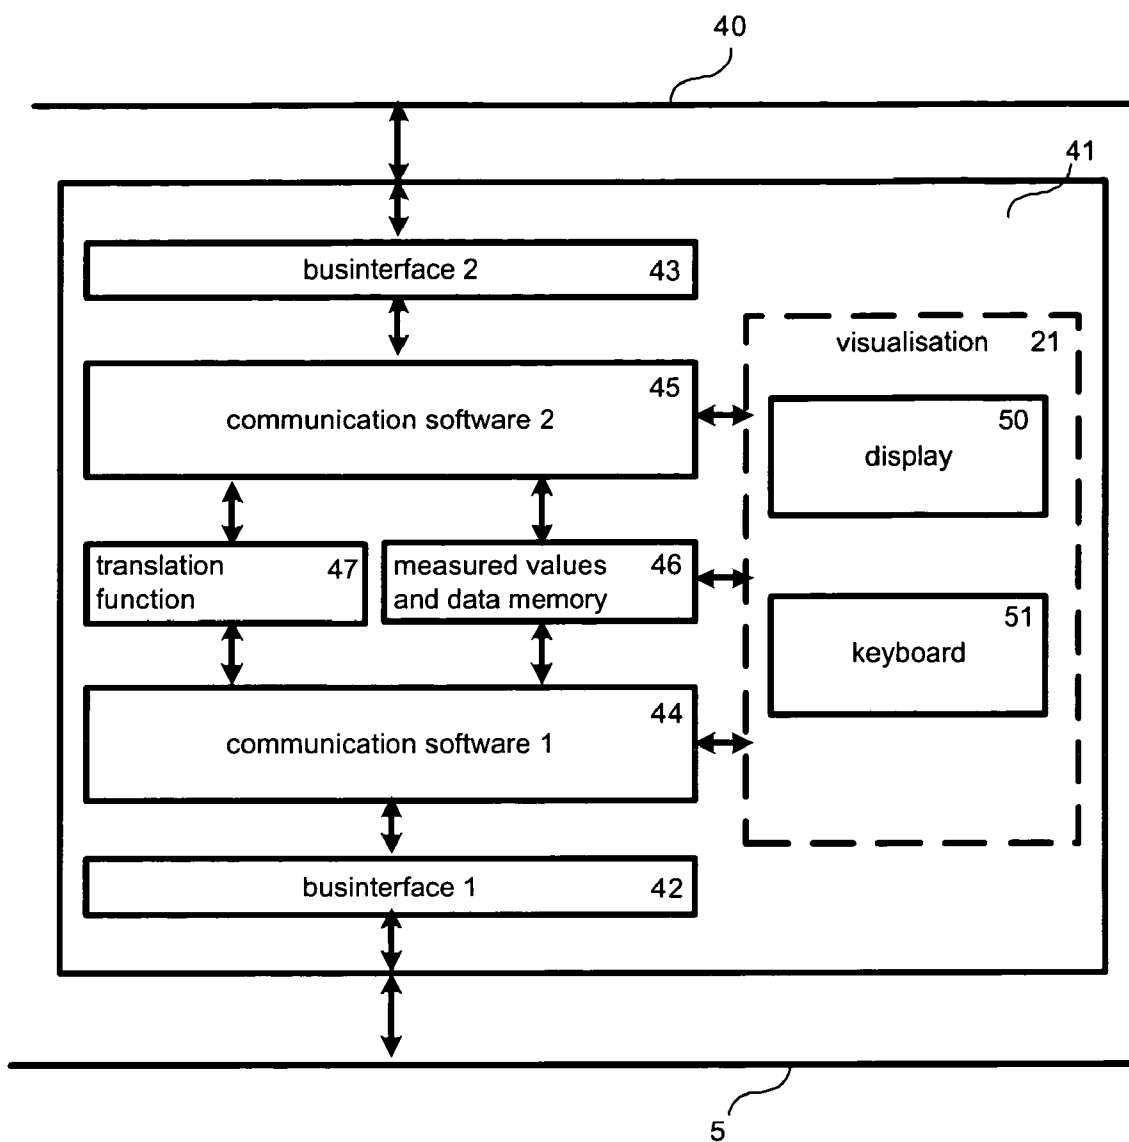 40
41
businterface 2 43
visualisation 21
communication software 2 45
display 50
translation
function 47
measured values
and data memory 46
keyboard 51
communication software 1 44
businterface 1 42
5